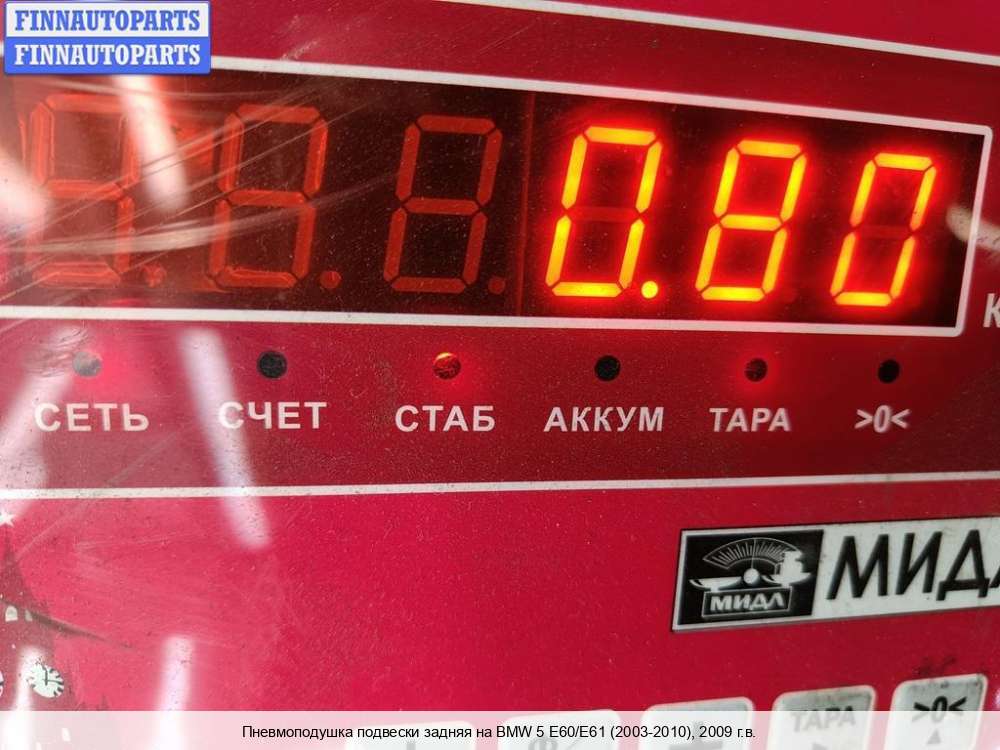 FINNAUTOPARTS
FINNAUTOPARTS
0.80
СЕТЬ СЧЕТ СТАБ АККУМ ТАРА >0<
МИДЛ
ТАРА >0<
Пневмоподушка подвески задняя на BMW 5 E60/E61 (2003-2010), 2009 г.в.